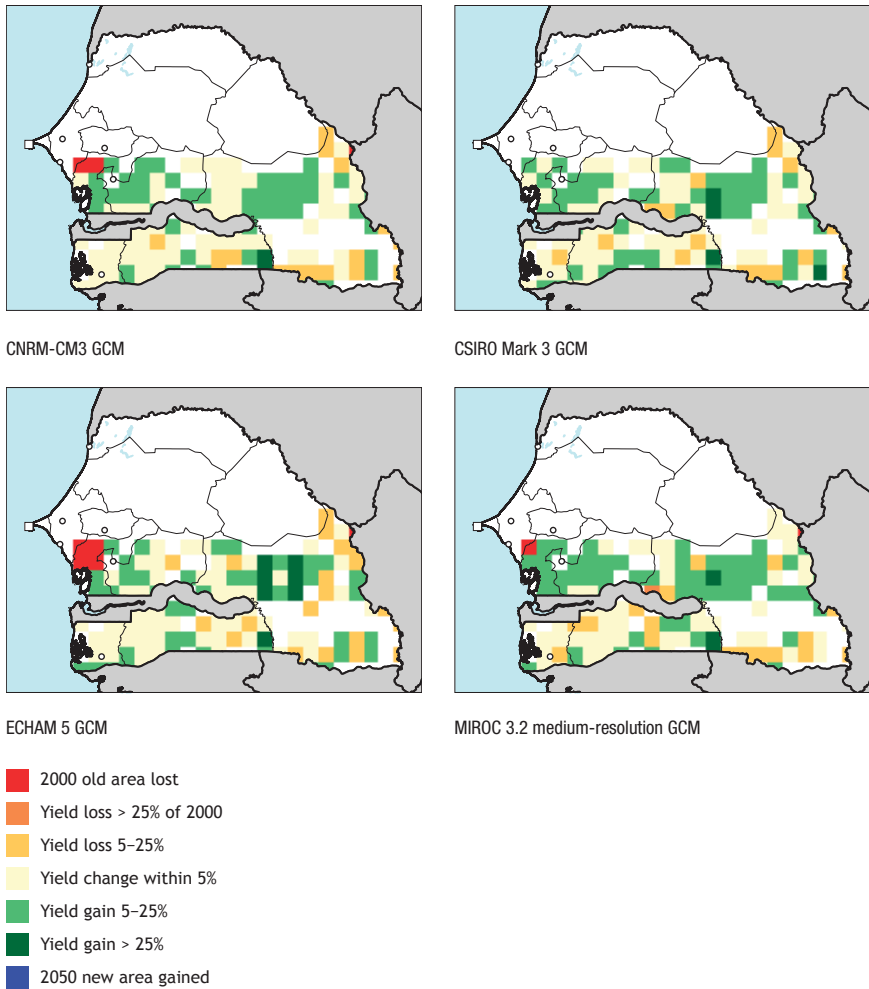 CNRM-CM3 GCM
CSIRO Mark 3 GCM
ECHAM 5 GCM
MIROC 3.2 medium-resolution GCM
2000 old area lost
Yield loss > 25% of 2000
Yield loss 5–25%
Yield change within 5%
Yield gain 5–25%
Yield gain > 25%
2050 new area gained